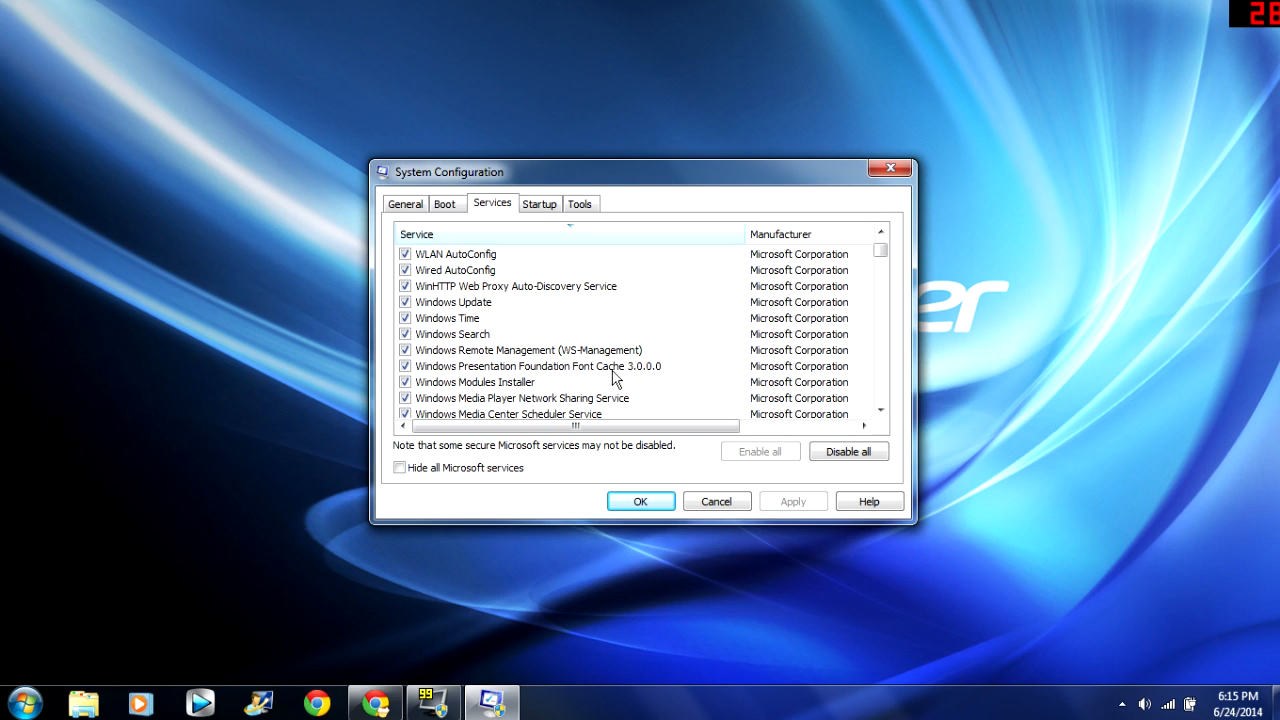 28
System Configuration
General Boot Services Startup Tools
Service Manufacturer
WLAN AutoConfig Microsoft Corporation
Wired AutoConfig Microsoft Corporation
WinHTTP Web Proxy Auto-Discovery Service Microsoft Corporation
Windows Update Microsoft Corporation
Windows Time Microsoft Corporation
Windows Search Microsoft Corporation
Windows Remote Management (WS-Management) Microsoft Corporation
Windows Presentation Foundation Font Cache 3.0.0.0 Microsoft Corporation
Windows Modules Installer Microsoft Corporation
Windows Media Player Network Sharing Service Microsoft Corporation
Windows Media Center Scheduler Service Microsoft Corporation
Note that some secure Microsoft services may not be disabled.
Enable all Disable all
Hide all Microsoft services
OK Cancel Apply Help
er
99
6:15 PM
6/24/2014